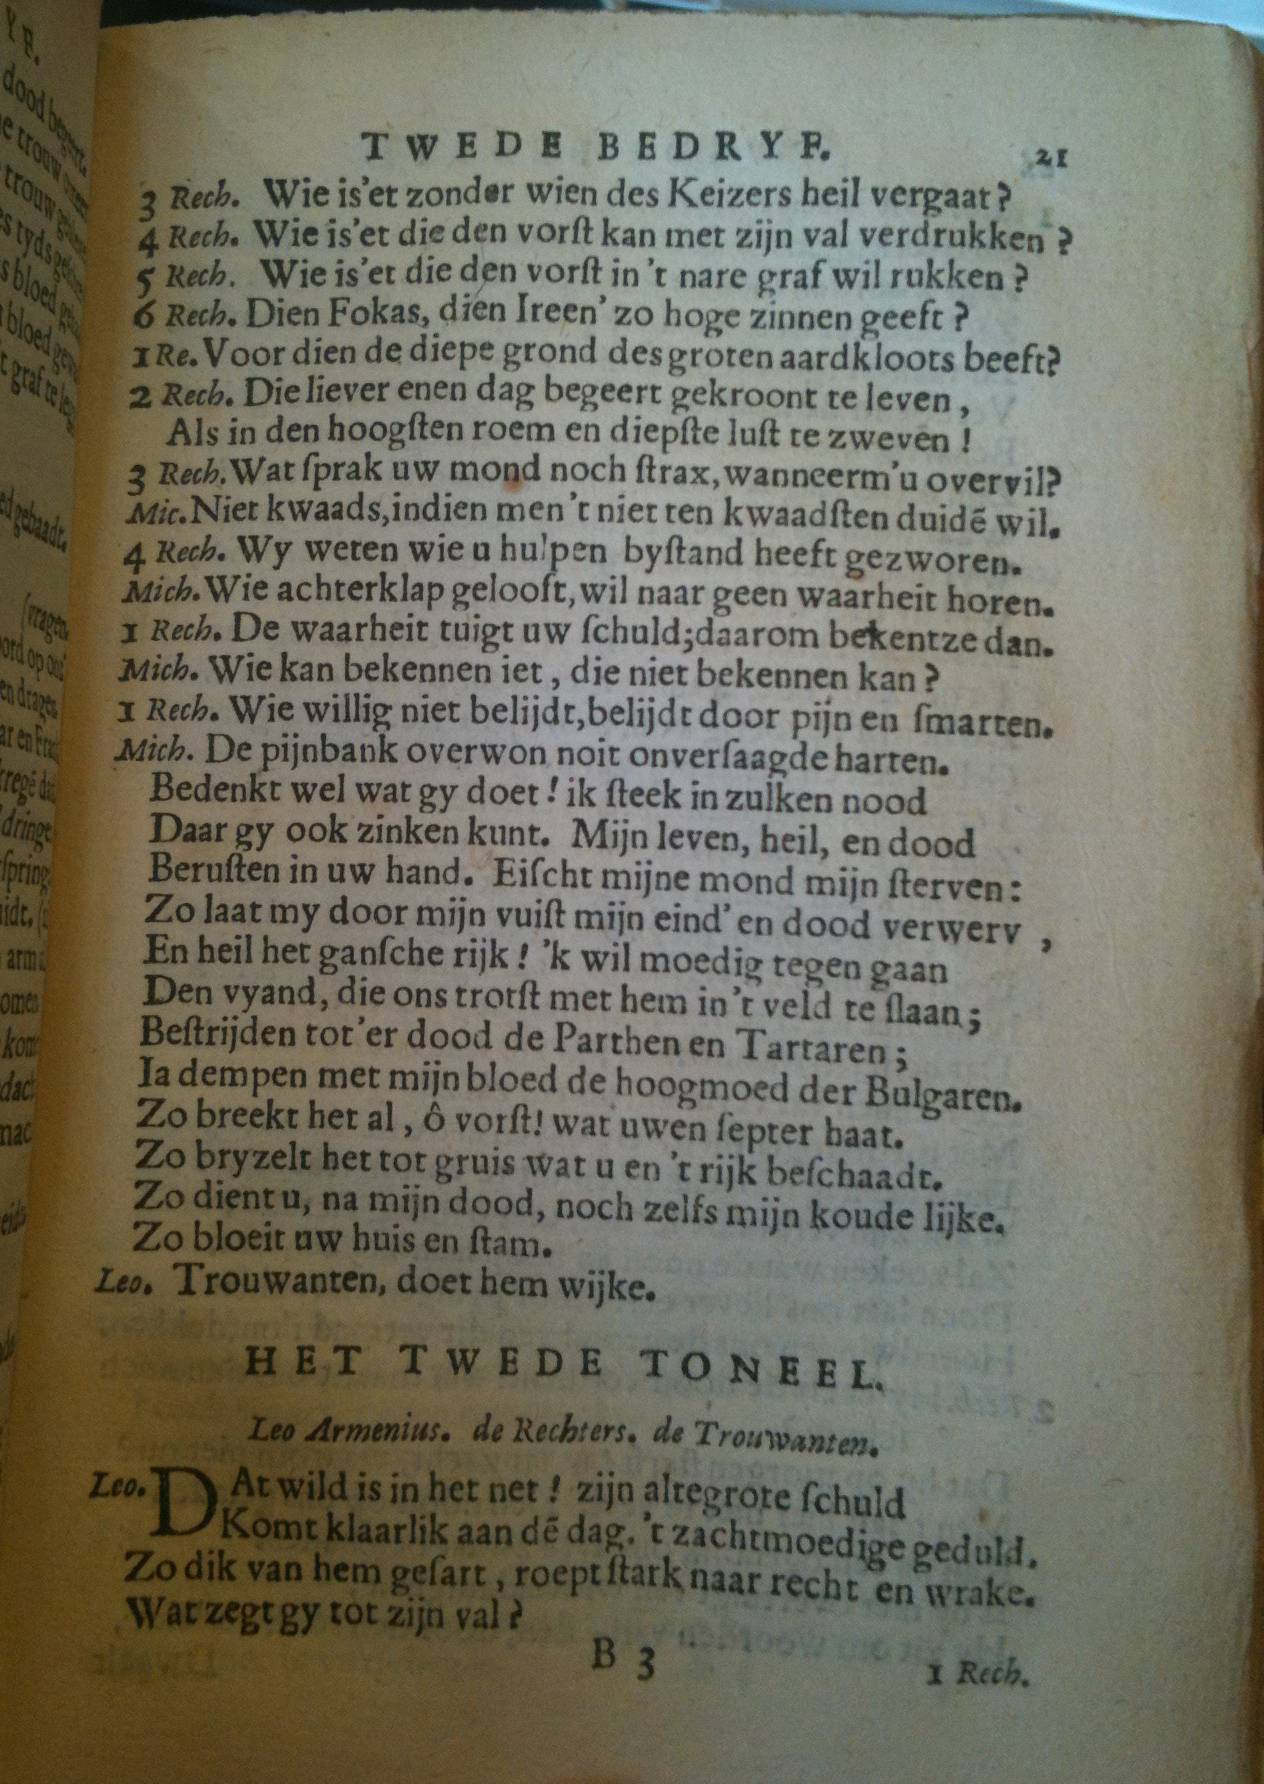 TWEDE BEDRYF. 21
3 Rech. Wie is'et zonder wien des Keizers heil vergaat?
4 Rech. Wie is'et die den vorſt kan met zijn val verdrukken?
5 Rech. Wie is'et die den vorſt in 't nare graf wil rukken?
6 Rech. Dien Fokas, dien Ireen' zo hoge zinnen geeft?
1 Re. Voor dien de diepe grond des groten aardkloots beeft?
2 Rech. Die liever enen dag begeert gekroont te leven,
Als in den hoogſten roem en diepſte luſt te zweven!
3 Rech. Wat ſprak uw mond noch ſtrax, wanneerm'u overvil?
Mic. Niet kwaads, indien men 't niet ten kwaadſten duidē wil.
4 Rech. Wy weten wie u hulpen byſtand heeft gezworen.
Mich. Wie achterklap gelooft, wil naar geen waarheit horen.
1 Rech. De waarheit tuigt uw ſchuld; daarom bekentze dan.
Mich. Wie kan bekennen iet, die niet bekennen kan?
1 Rech. Wie willig niet belijdt, belijdt door pijn en ſmarten.
Mich. De pijnbank overwon noit onverſaagde harten.
Bedenkt wel wat gy doet! ik ſteek in zulken nood
Daar gy ook zinken kunt. Mijn leven, heil, en dood
Beruſten in uw hand. Eiſcht mijne mond mijn ſterven:
Zo laat my door mijn vuiſt mijn eind' en dood verwerv ,
En heil het ganſche rijk! 'k wil moedig tegen gaan
Den vyand, die ons trotſt met hem in 't veld te ſlaan;
Beſtrijden tot'er dood de Parthen en Tartaren;
Ia dempen met mijn bloed de hoogmoed der Bulgaren.
Zo breekt het al, ô vorſt! wat uwen ſepter haat.
Zo bryzelt het tot gruis wat u en 't rijk beſchaadt.
Zo dient u, na mijn dood, noch zelfs mijn koude lijke.
Zo bloeit uw huis en ſtam.
Leo. Trouwanten, doet hem wijke.
HET TWEDE TONEEL.
Leo Armenius. de Rechters. de Trouwanten.
Leo. DAt wild is in het net! zijn altegrote ſchuld
Komt klaarlik aan dē dag. 't zachtmoedige geduld.
Zo dik van hem geſart, roept ſtark naar recht en wrake.
Wat zegt gy tot zijn val?
B 3 1 Rech.